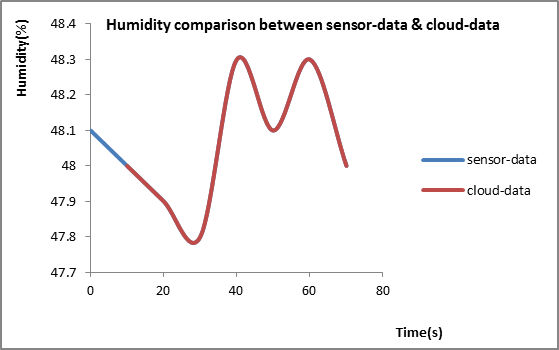 Humidity comparison between sensor-data & cloud-data
Humidity(%)
48.4
48.3
48.2
48.1
48
47.9
47.8
47.7
0
20
40
60
80
Time(s)
sensor-data
cloud-data